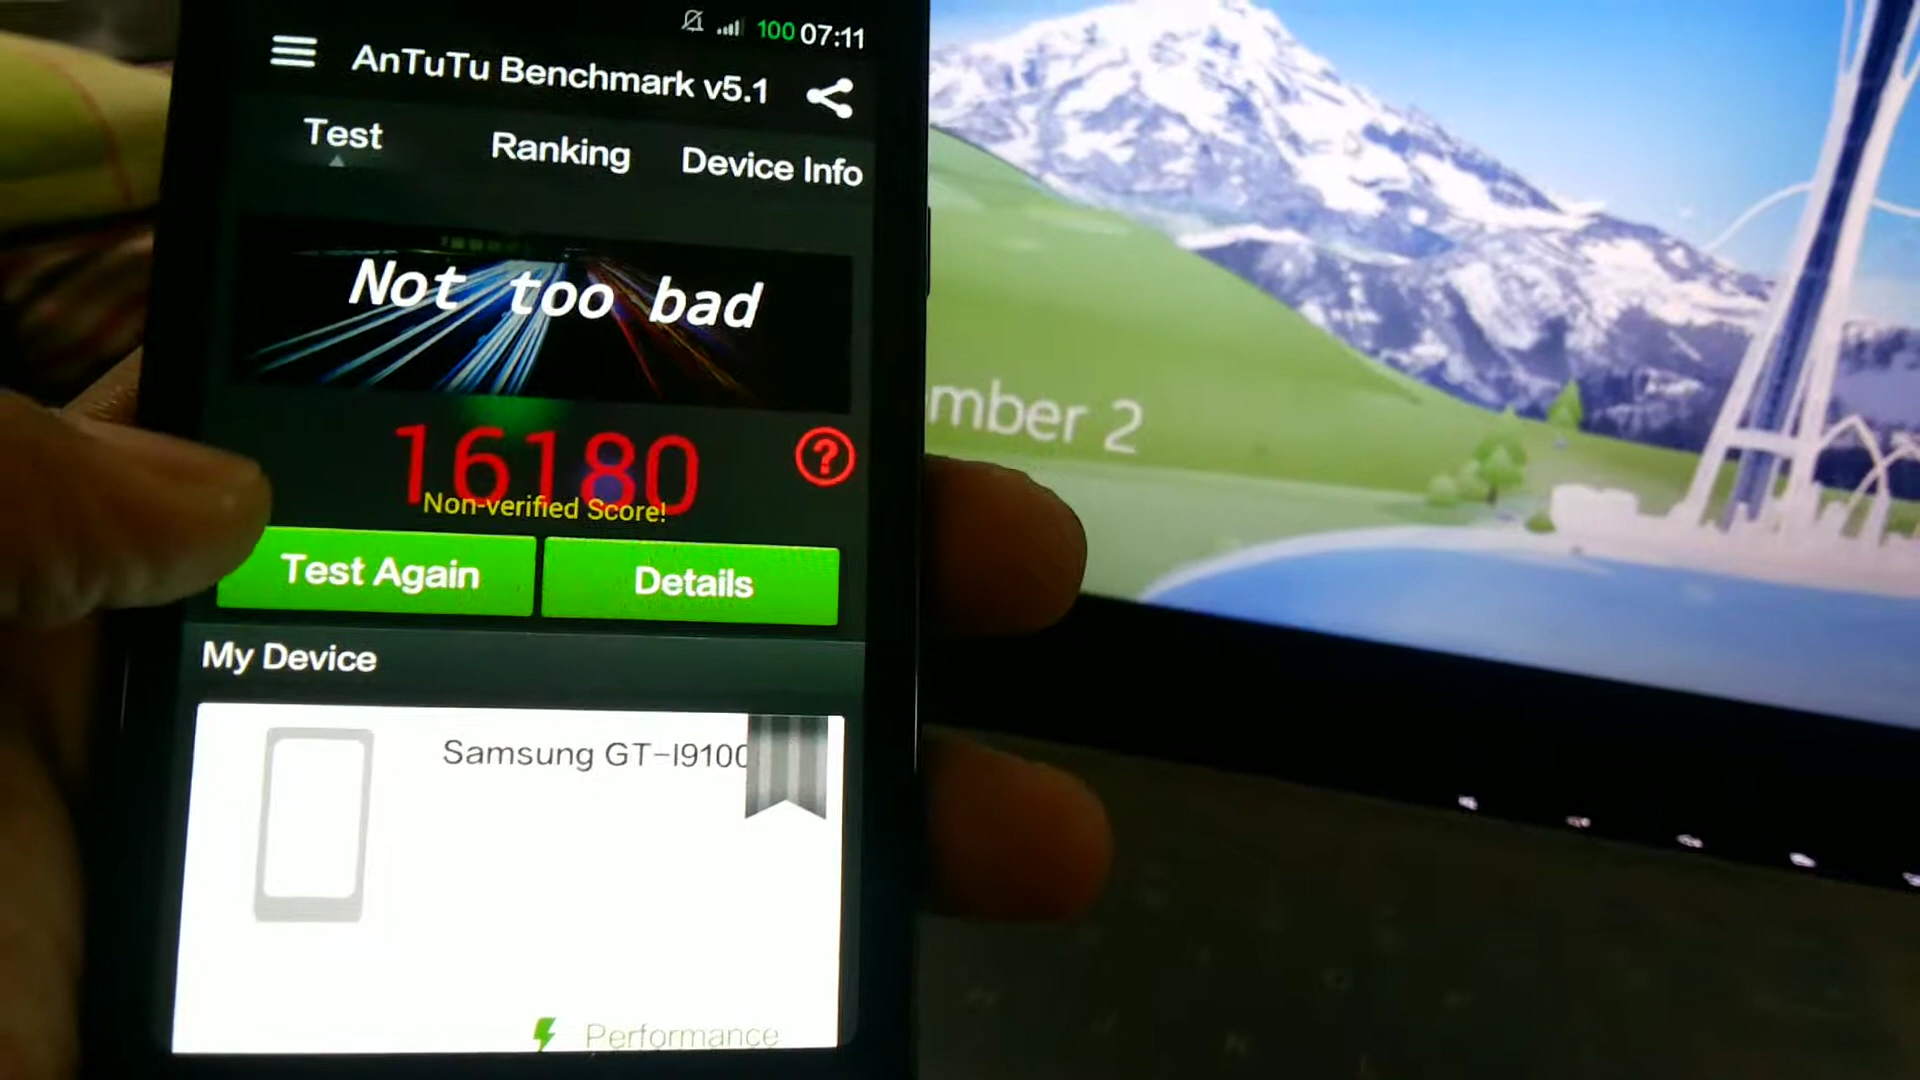 100 07:11
AnTuTu Benchmark v5.1
Test Ranking Device Info
Not too bad
16180
?
Non-verified Score!
Test Again Details
My Device
Samsung GT-I9100
Performance
mber 2